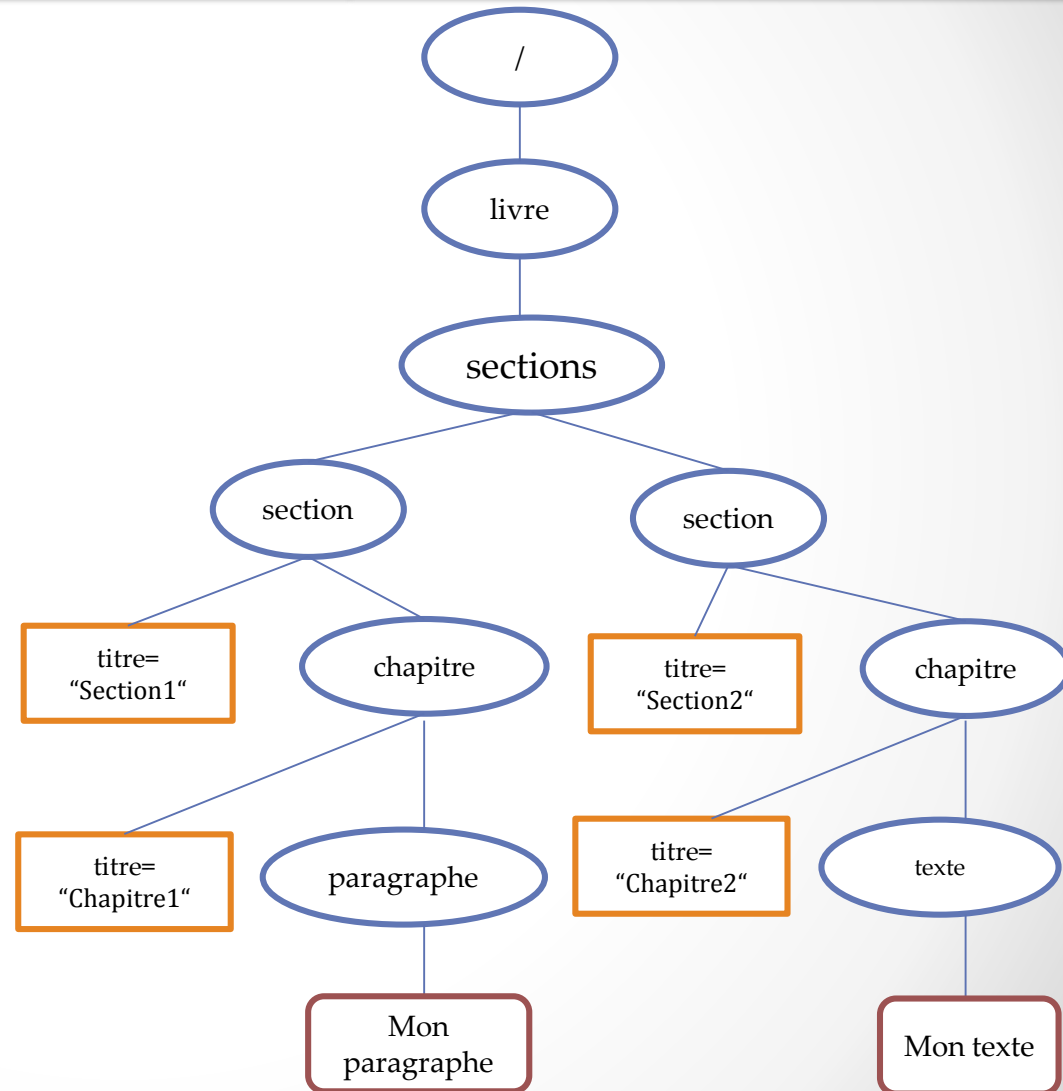 /
livre
sections
section
section
titre=
“Section1“
chapitre
titre=
“Section2“
chapitre
titre=
“Chapitre1“
paragraphe
titre=
“Chapitre2“
texte
Mon
paragraphe
Mon texte